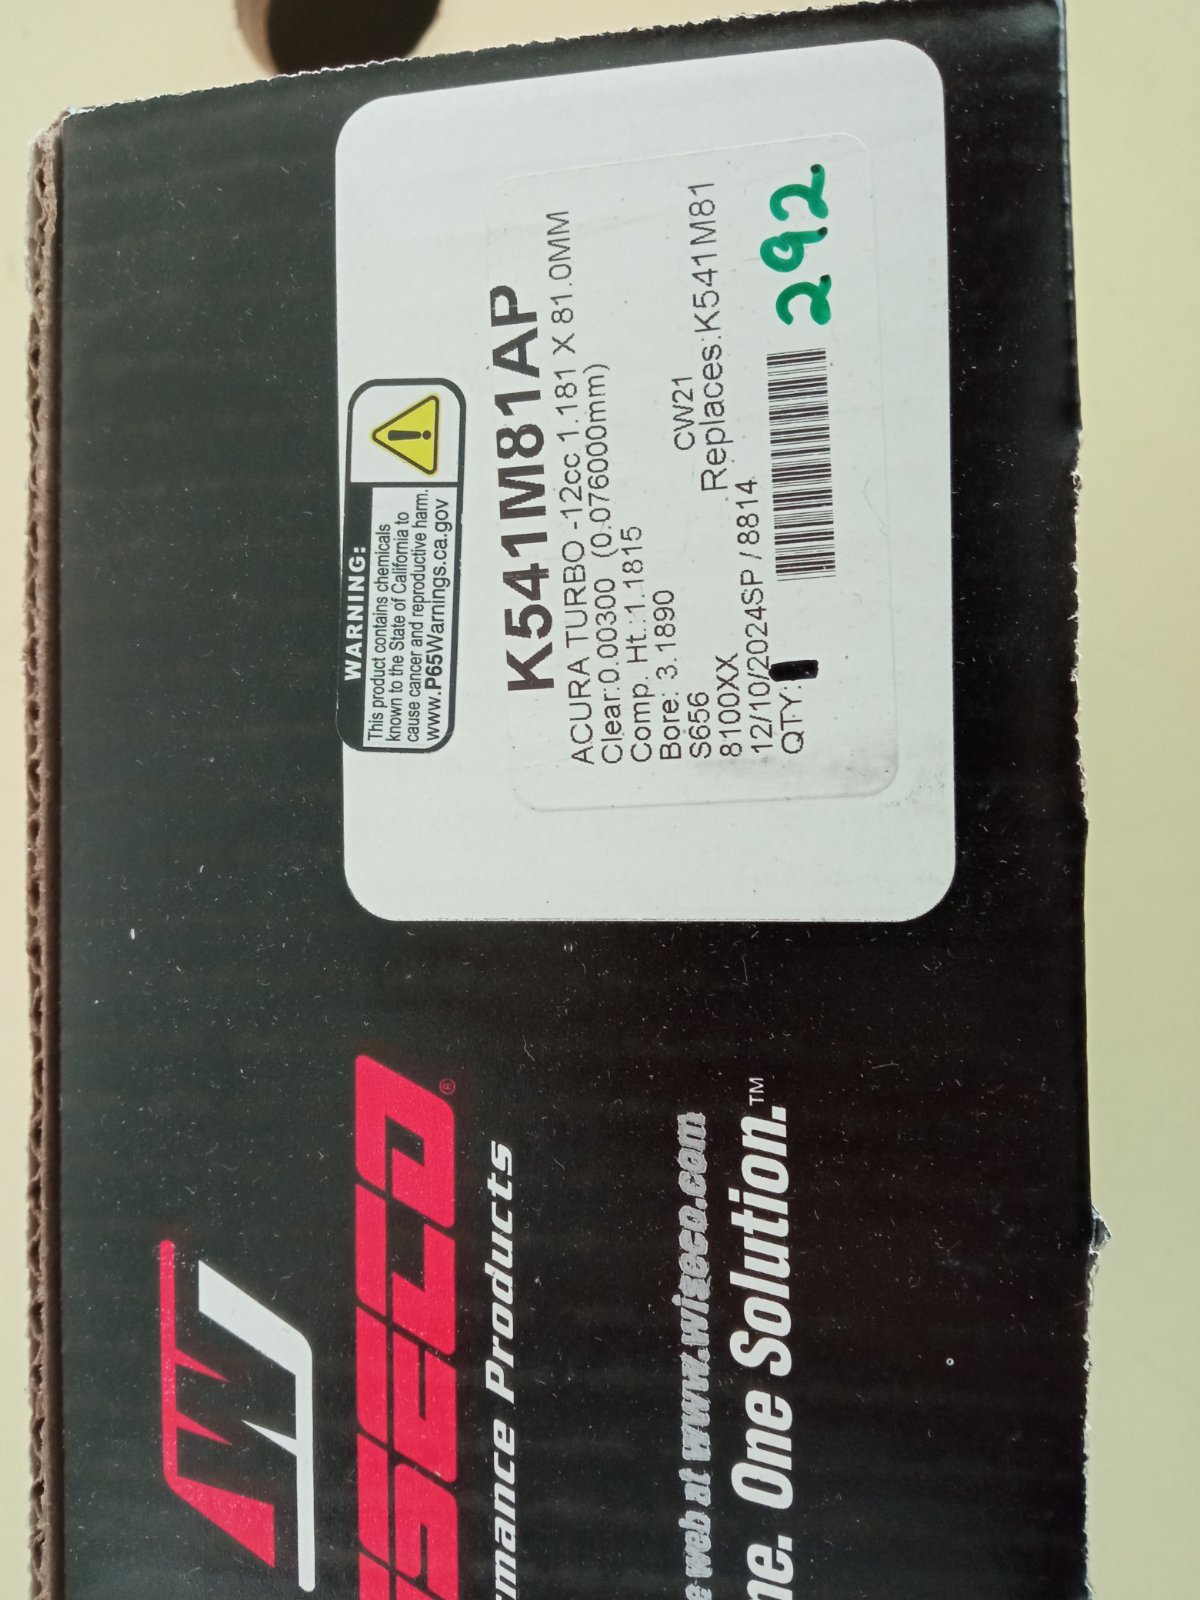 WARNING:
This product contains chemicals
known to the State of California to
cause cancer and reproductive harm.
www.P65Warnings.ca.gov
K541M81AP
ACURA TURBO -12cc 1.181 X 81.0MM
Clear:0.00300 (0.076000mm)
Comp. Ht.:1.1815
Bore: 3.1890
S656 CW21
8100XX Replaces:K541M81
12/10/2024SP / 8814
QTY:1
292
SECO®
rmance Products
e web at www.wiseco.com
ne. One Solution.™